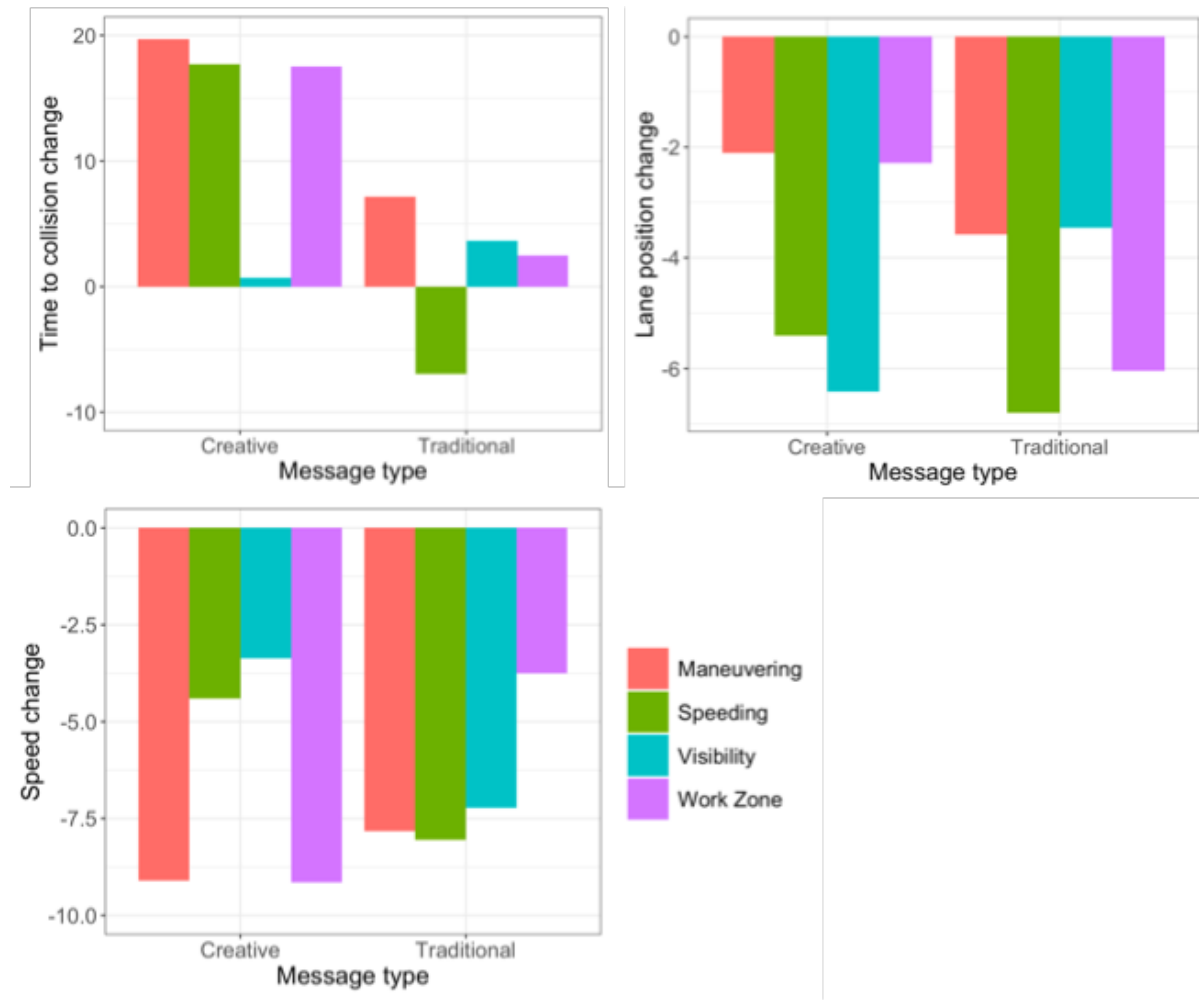 Time to collision change
20
10
0
-10
Creative Traditional
Message type
Lane position change
0
-2
-4
-6
Creative Traditional
Message type
Speed change
0.0
-2.5
-5.0
-7.5
-10.0
Creative Traditional
Message type
Maneuvering
Speeding
Visibility
Work Zone